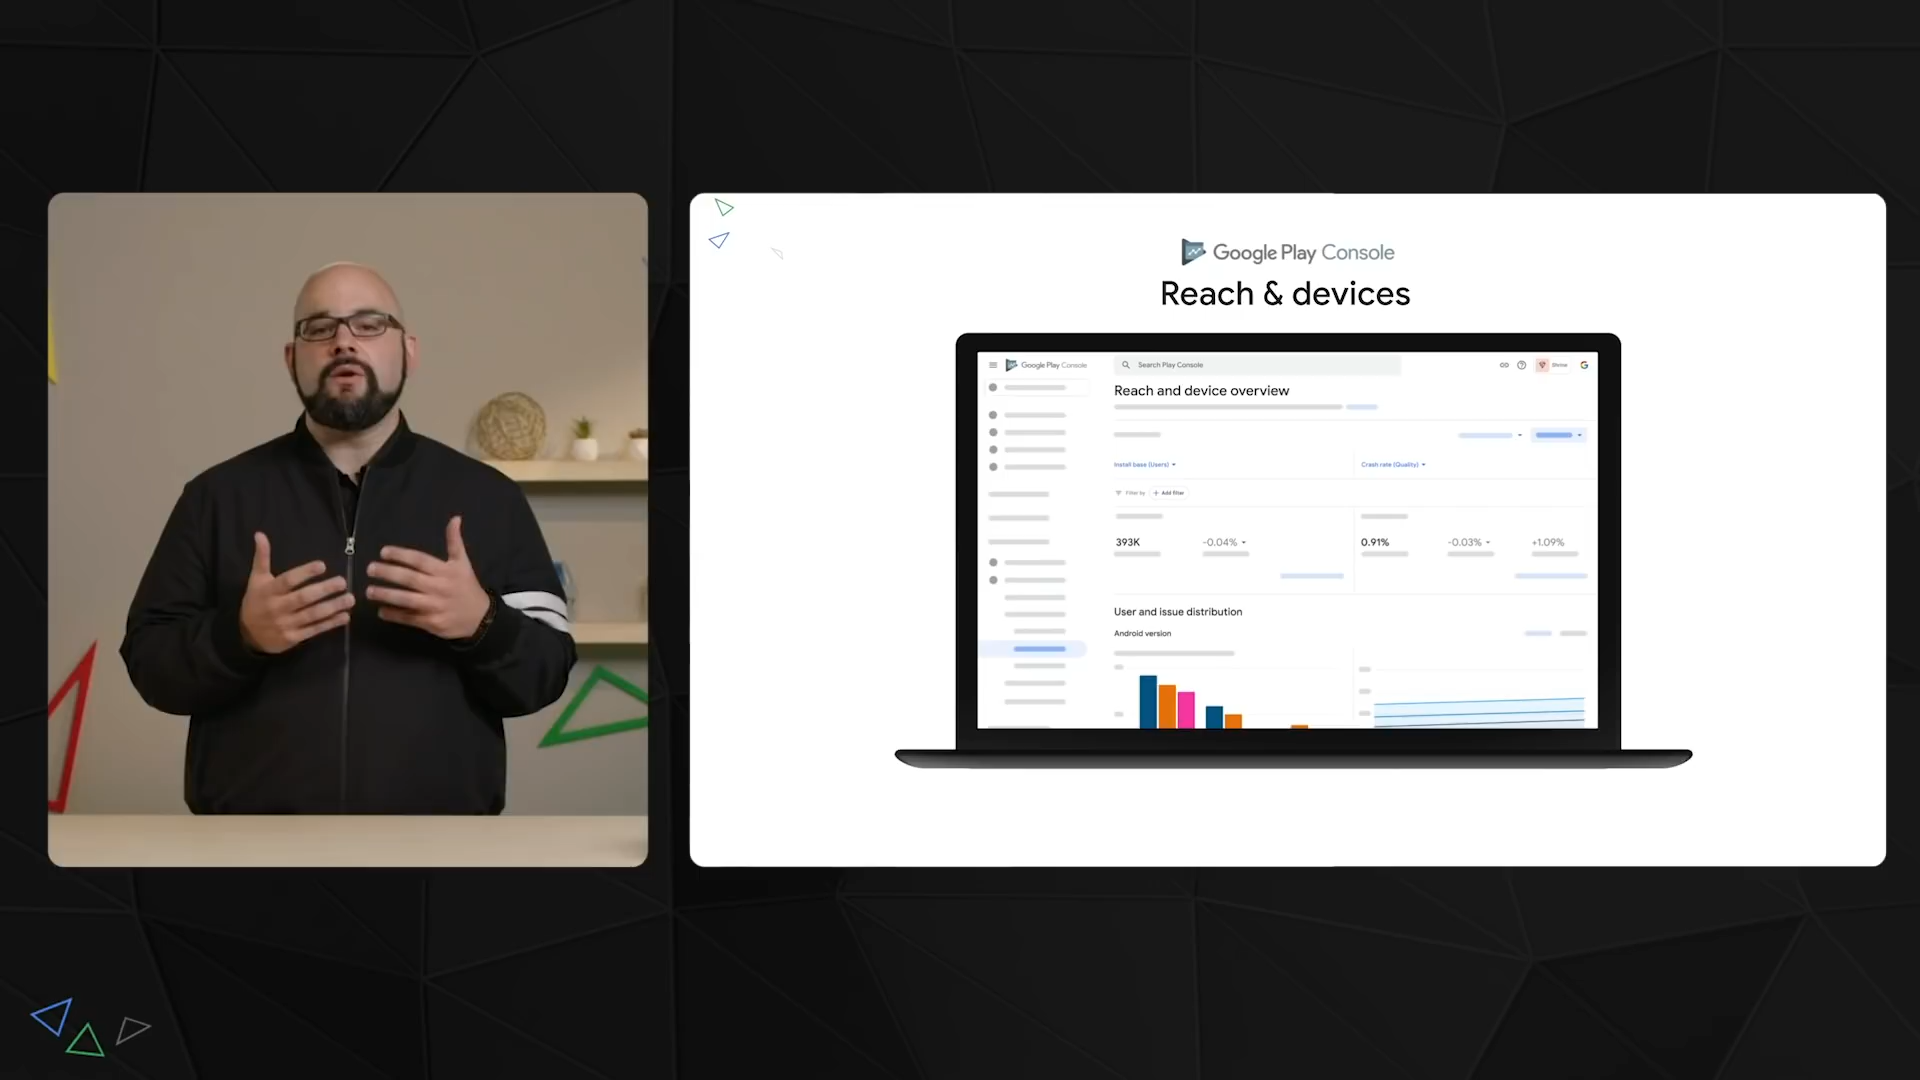 Google Play Console
Reach & devices
Google Play Console
Search Play Console
Shrine
Reach and device overview
Install base (Users)
Crash rate (Quality)
Filter by
+ Add filter
393K
-0.04%
0.91%
-0.03%
+1.09%
User and issue distribution
Android version